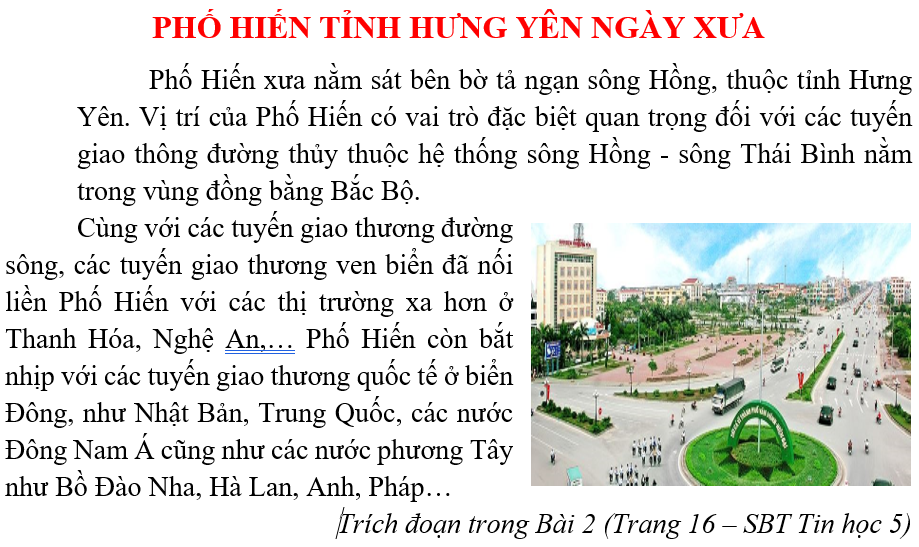 PHỐ HIẾN TỈNH HƯNG YÊN NGÀY XƯA
Phố Hiến xưa nằm sát bên bờ tả ngạn sông Hồng, thuộc tỉnh Hưng
Yên. Vị trí của Phố Hiến có vai trò đặc biệt quan trọng đối với các tuyến
giao thông đường thủy thuộc hệ thống sông Hồng - sông Thái Bình nằm
trong vùng đồng bằng Bắc Bộ.
Cùng với các tuyến giao thương đường
sông, các tuyến giao thương ven biển đã nối
liền Phố Hiến với các thị trường xa hơn ở
Thanh Hóa, Nghệ An,… Phố Hiến còn bắt
nhịp với các tuyến giao thương quốc tế ở biển
Đông, như Nhật Bản, Trung Quốc, các nước
Đông Nam Á cũng như các nước phương Tây
như Bồ Đào Nha, Hà Lan, Anh, Pháp…
Trích đoạn trong Bài 2 (Trang 16 – SBT Tin học 5)